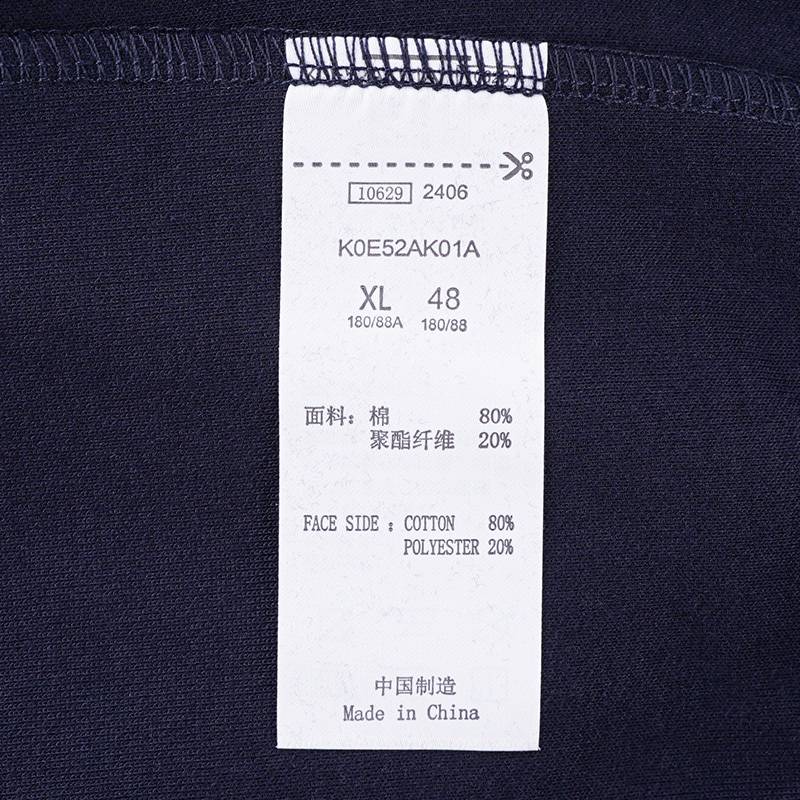 10629 2406
K0E52AK01A
XL 48
180/88A 180/88
面料：棉 80%
聚酯纤维 20%
FACE SIDE : COTTON 80%
POLYESTER 20%
中国制造
Made in China